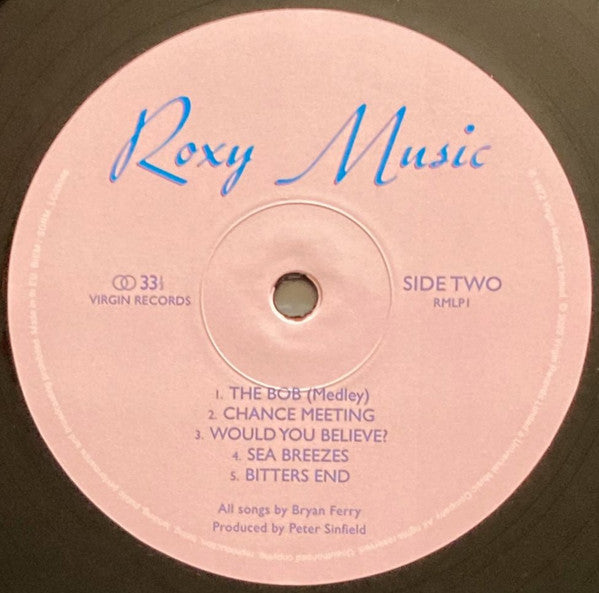 Roxy Music
33⅓
VIRGIN RECORDS
SIDE TWO
RMLP1
1. THE BOB (Medley)
2. CHANCE MEETING
3. WOULD YOU BELIEVE?
4. SEA BREEZES
5. BITTERS END
All songs by Bryan Ferry
Produced by Peter Sinfield